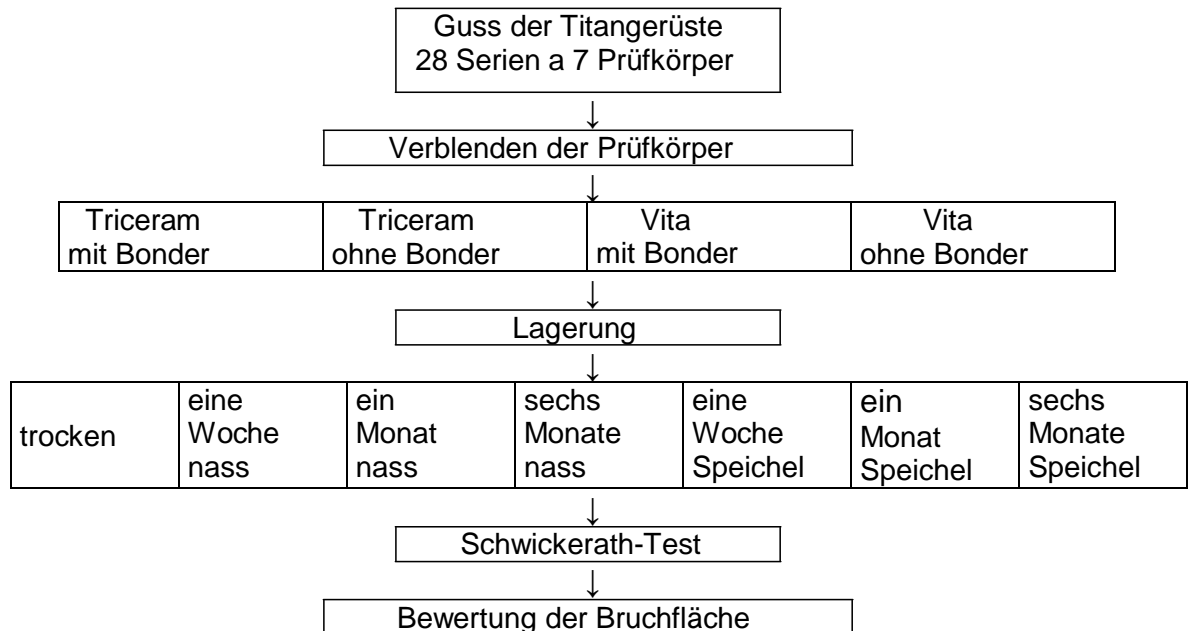 Guss der Titangerüste
28 Serien a 7 Prüfkörper
↓
Verblenden der Prüfkörper
↓
Triceram mit Bonder
Triceram ohne Bonder
Vita mit Bonder
Vita ohne Bonder
↓
Lagerung
↓
trocken
eine Woche nass
ein Monat nass
sechs Monate nass
eine Woche Speichel
ein Monat Speichel
sechs Monate Speichel
↓
Schwickerath-Test
↓
Bewertung der Bruchfläche